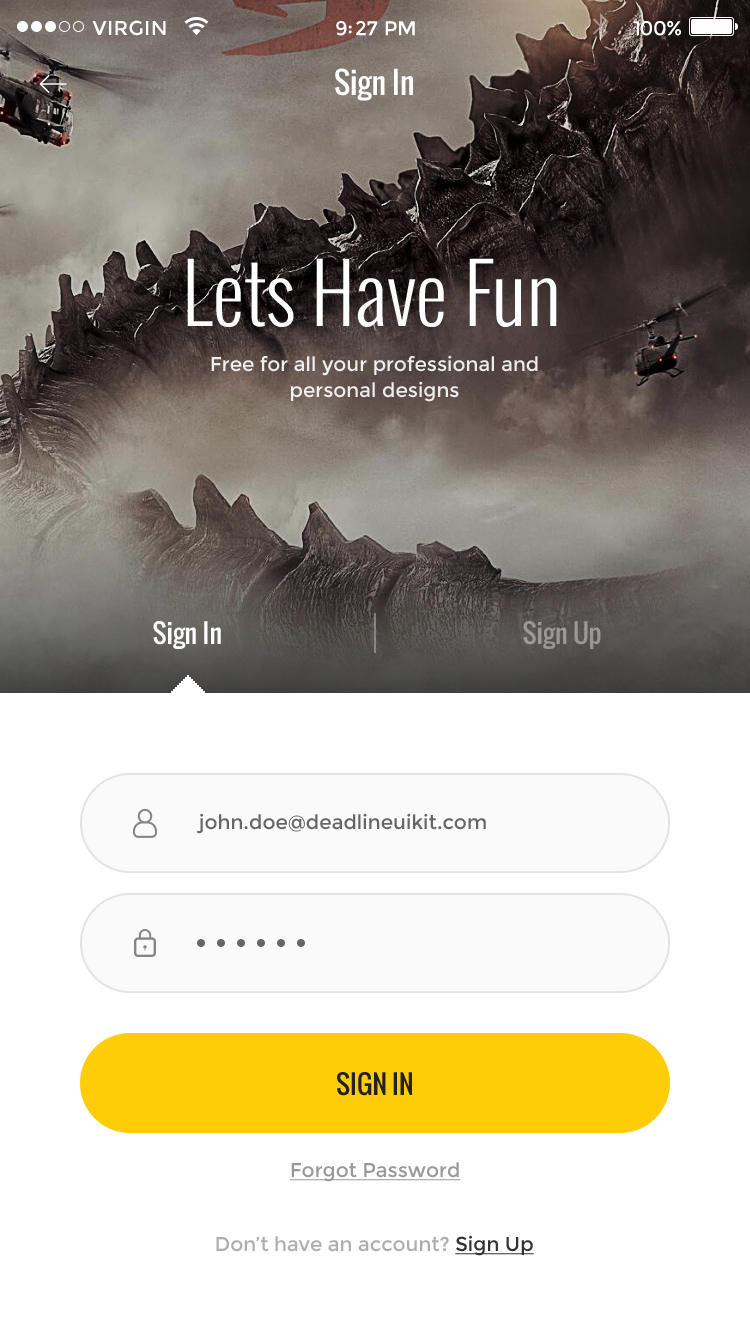 VIRGIN 9:27 PM 100%
Sign In
Lets Have Fun
Free for all your professional and
personal designs
Sign In Sign Up
john.doe@deadlineuikit.com
SIGN IN
Forgot Password
Don’t have an account? Sign Up